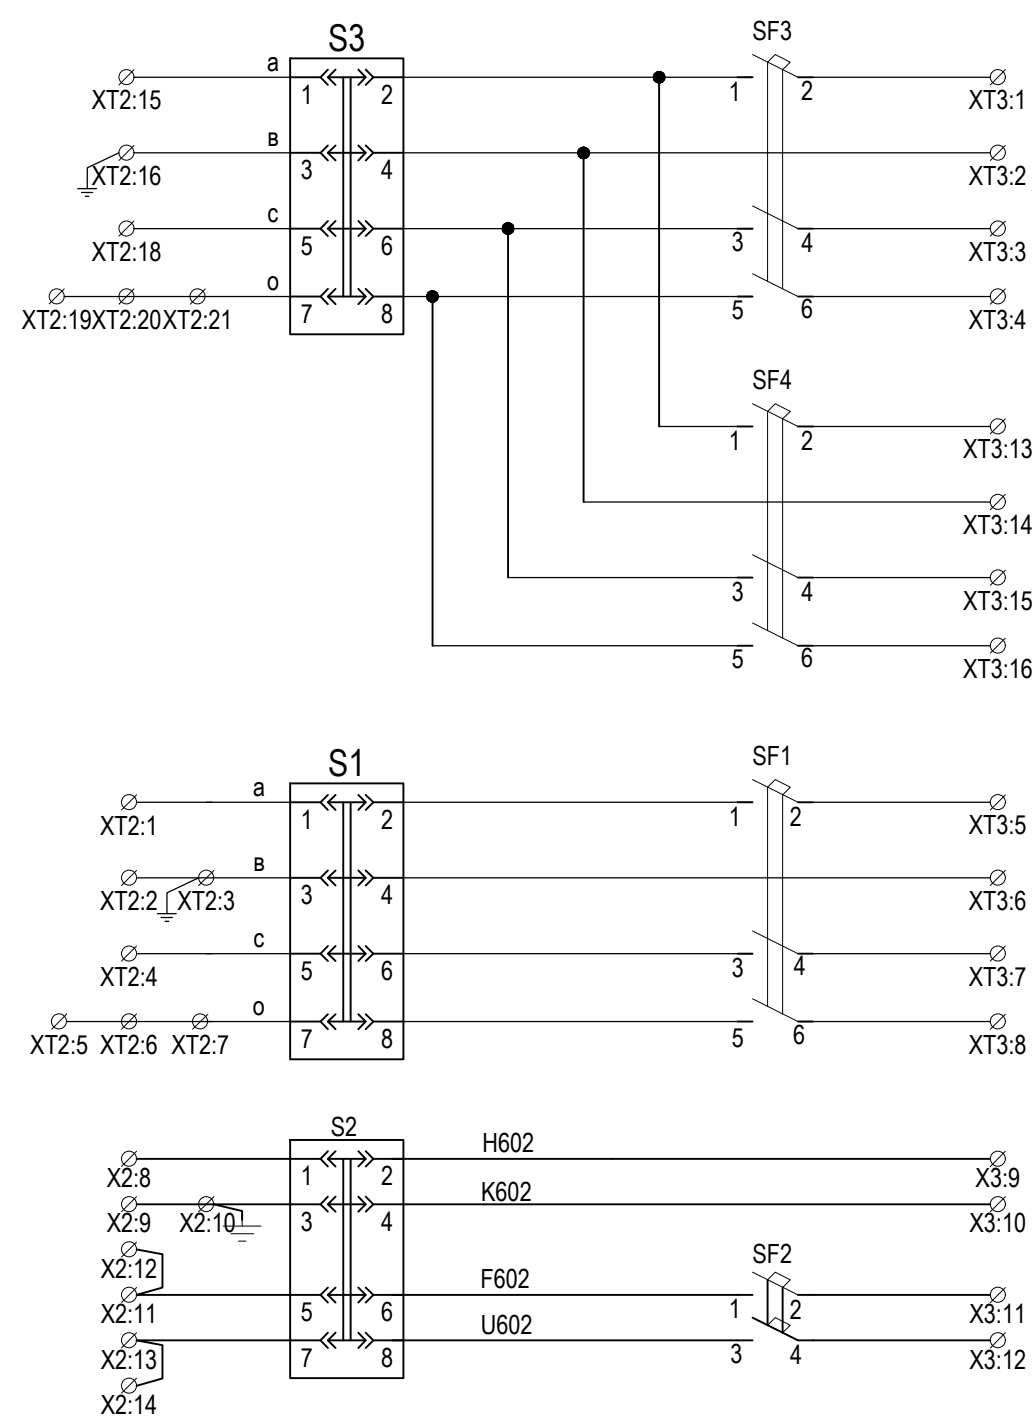 S3
SF3
a
XT2:15
1
2
1
2
XT3:1
в
XT2:16
3
4
XT3:2
c
XT2:18
5
6
3
4
XT3:3
o
XT2:19 XT2:20 XT2:21
7
8
5
6
XT3:4
SF4
1
2
XT3:13
XT3:14
3
4
XT3:15
5
6
XT3:16
S1
SF1
a
XT2:1
1
2
1
2
XT3:5
в
XT2:2
XT2:3
3
4
XT3:6
c
XT2:4
5
6
3
4
XT3:7
o
XT2:5 XT2:6 XT2:7
7
8
5
6
XT3:8
S2
H602
X2:8
1
2
X3:9
K602
X2:9
X2:10
3
4
X3:10
X2:12
SF2
F602
X2:11
5
6
1
2
X3:11
U602
X2:13
7
8
3
4
X3:12
X2:14